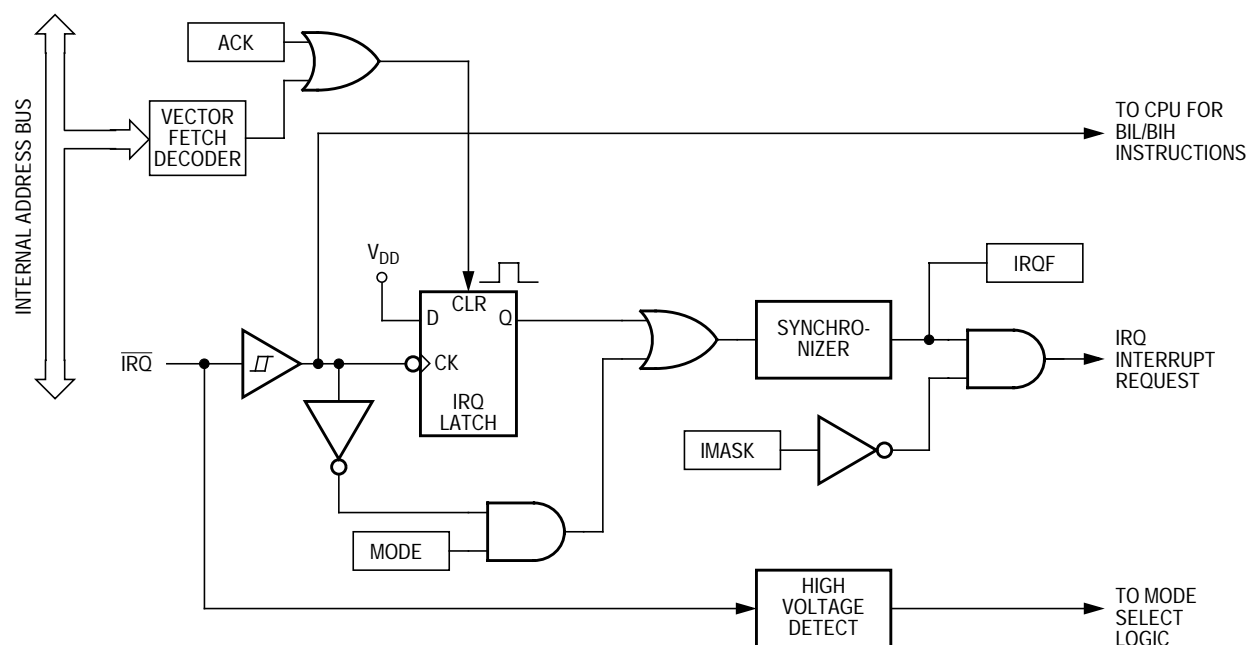 INTERNAL ADDRESS BUS
ACK
VECTOR
FETCH
DECODER
TO CPU FOR
BIL/BIH
INSTRUCTIONS
VDD
CLR
D
Q
CK
IRQ
LATCH
IRQ
SYNCHRO-
NIZER
IRQF
IRQ
INTERRUPT
REQUEST
IMASK
MODE
HIGH
VOLTAGE
DETECT
TO MODE
SELECT
LOGIC